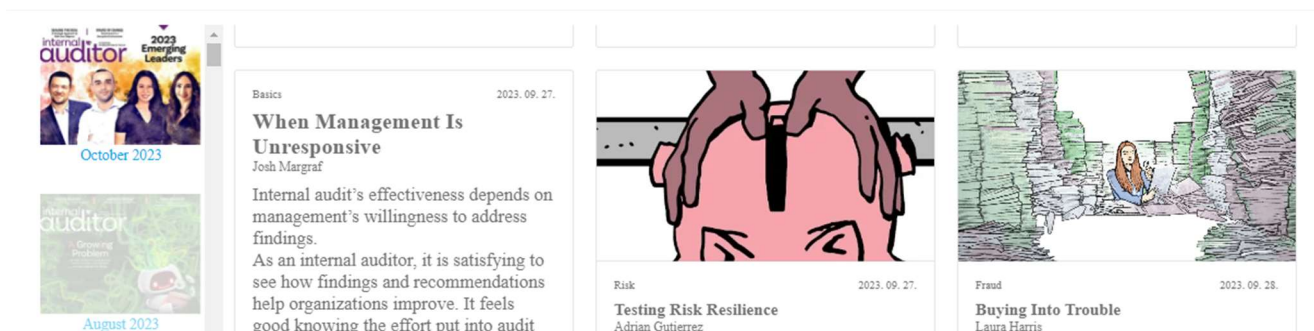 internal
auditor
2023
Emerging
Leaders
October 2023
internal
auditor
A Growing
Problem
August 2023
Basics
2023. 09. 27.
When Management Is
Unresponsive
Josh Margraf
Internal audit’s effectiveness depends on
management’s willingness to address
findings.
As an internal auditor, it is satisfying to
see how findings and recommendations
help organizations improve. It feels
good knowing the effort put into audit
Risk
2023. 09. 27.
Testing Risk Resilience
Adrian Gutierrez
Fraud
2023. 09. 28.
Buying Into Trouble
Laura Harris